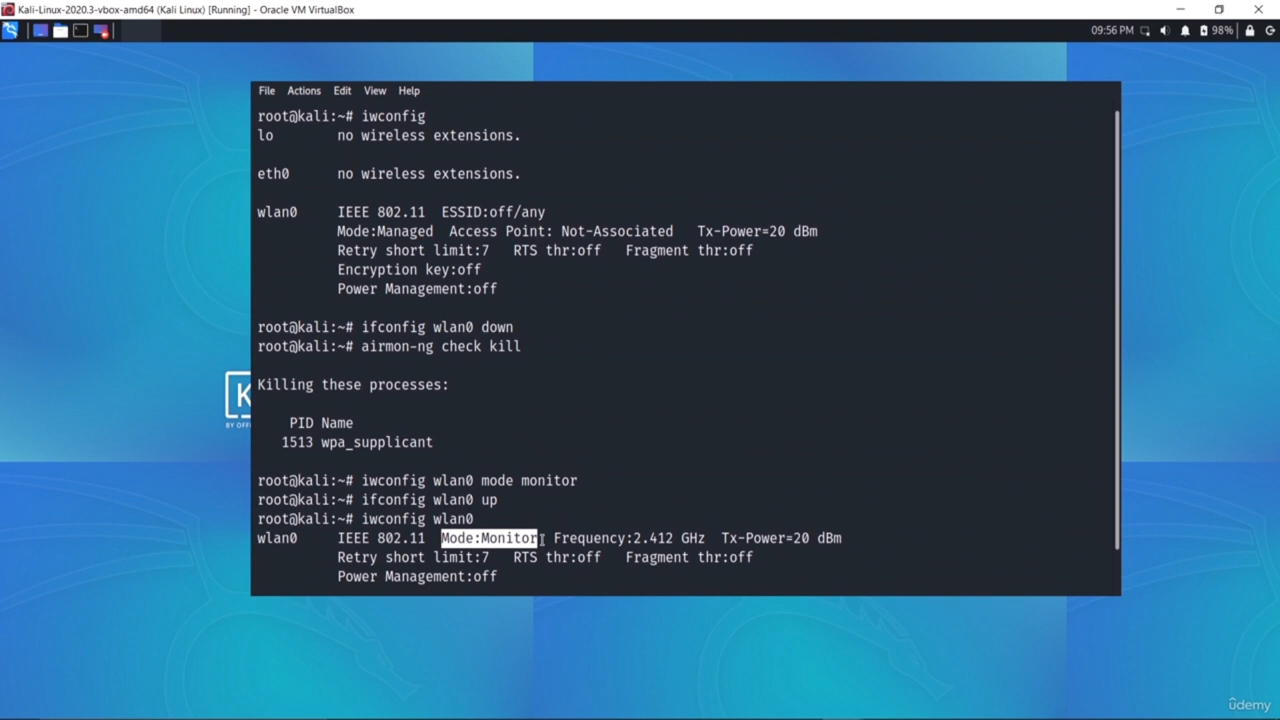 Kali-Linux-2020.3-vbox-amd64 (Kali Linux) [Running] - Oracle VM VirtualBox
09:56 PM 98%
File Actions Edit View Help
root@kali:~# iwconfig
lo        no wireless extensions.
eth0      no wireless extensions.
wlan0     IEEE 802.11  ESSID:off/any
          Mode:Managed  Access Point: Not-Associated   Tx-Power=20 dBm
          Retry short limit:7   RTS thr:off   Fragment thr:off
          Encryption key:off
          Power Management:off
root@kali:~# ifconfig wlan0 down
root@kali:~# airmon-ng check kill
Killing these processes:
    PID Name
   1513 wpa_supplicant
root@kali:~# iwconfig wlan0 mode monitor
root@kali:~# ifconfig wlan0 up
root@kali:~# iwconfig wlan0
wlan0     IEEE 802.11  Mode:Monitor  Frequency:2.412 GHz  Tx-Power=20 dBm
          Retry short limit:7   RTS thr:off   Fragment thr:off
          Power Management:off
K
BY OFF
ûdemy